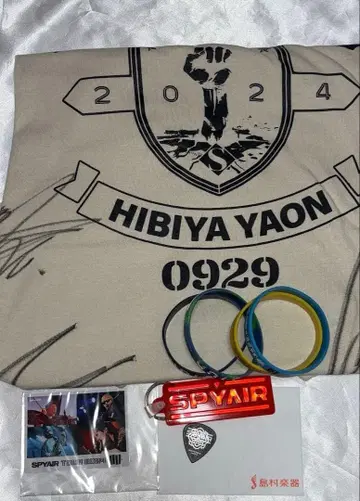 2 0 2 4
S
HIBIYA YAON
0929
SPYAIR
SPYAIR
島村楽器